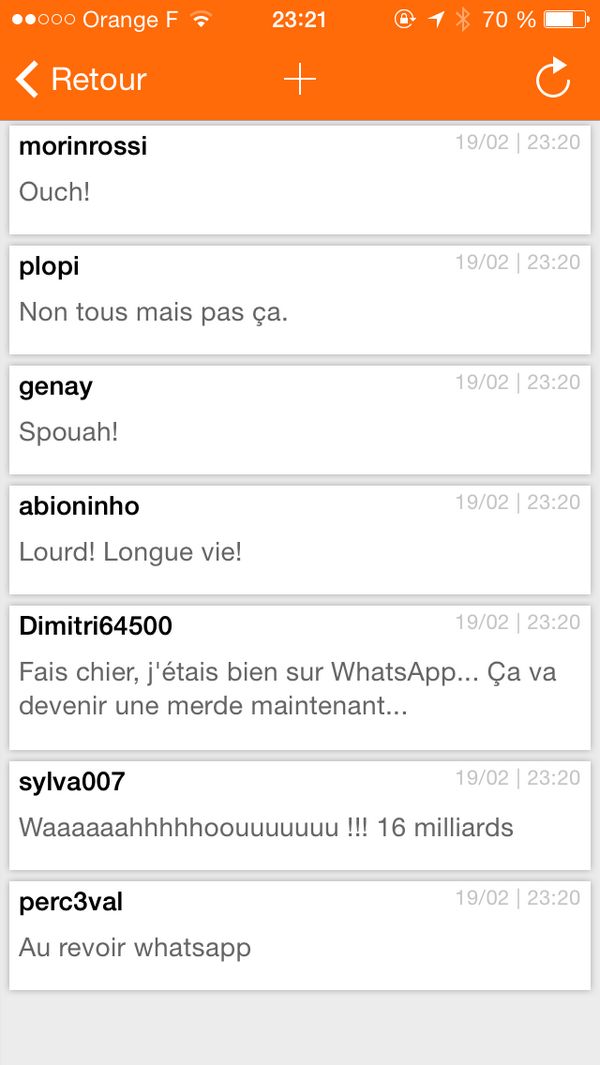 Orange F 23:21 70 %
Retour
morinrossi 19/02 | 23:20
Ouch!
plopi 19/02 | 23:20
Non tous mais pas ça.
genay 19/02 | 23:20
Spouah!
abioninho 19/02 | 23:20
Lourd! Longue vie!
Dimitri64500 19/02 | 23:20
Fais chier, j'étais bien sur WhatsApp... Ça va
devenir une merde maintenant...
sylva007 19/02 | 23:20
Waaaaaahhhhhoouuuuuuu !!! 16 milliards
perc3val 19/02 | 23:20
Au revoir whatsapp